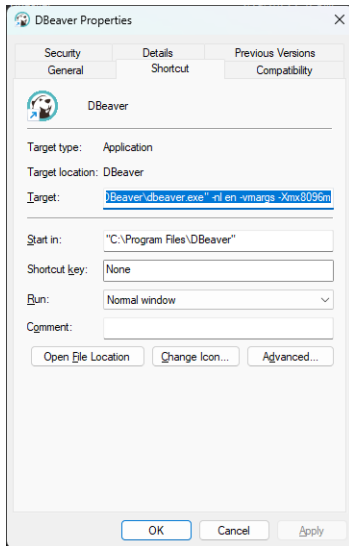 DBeaver Properties
Security Details Previous Versions
General Shortcut Compatibility
DBeaver
Target type: Application
Target location: DBeaver
Target: DBeaver\dbeaver.exe" -nl en -vmargs -Xmx8096m
Start in: "C:\Program Files\DBeaver"
Shortcut key: None
Run: Normal window
Comment:
Open File Location Change Icon... Advanced...
OK Cancel Apply